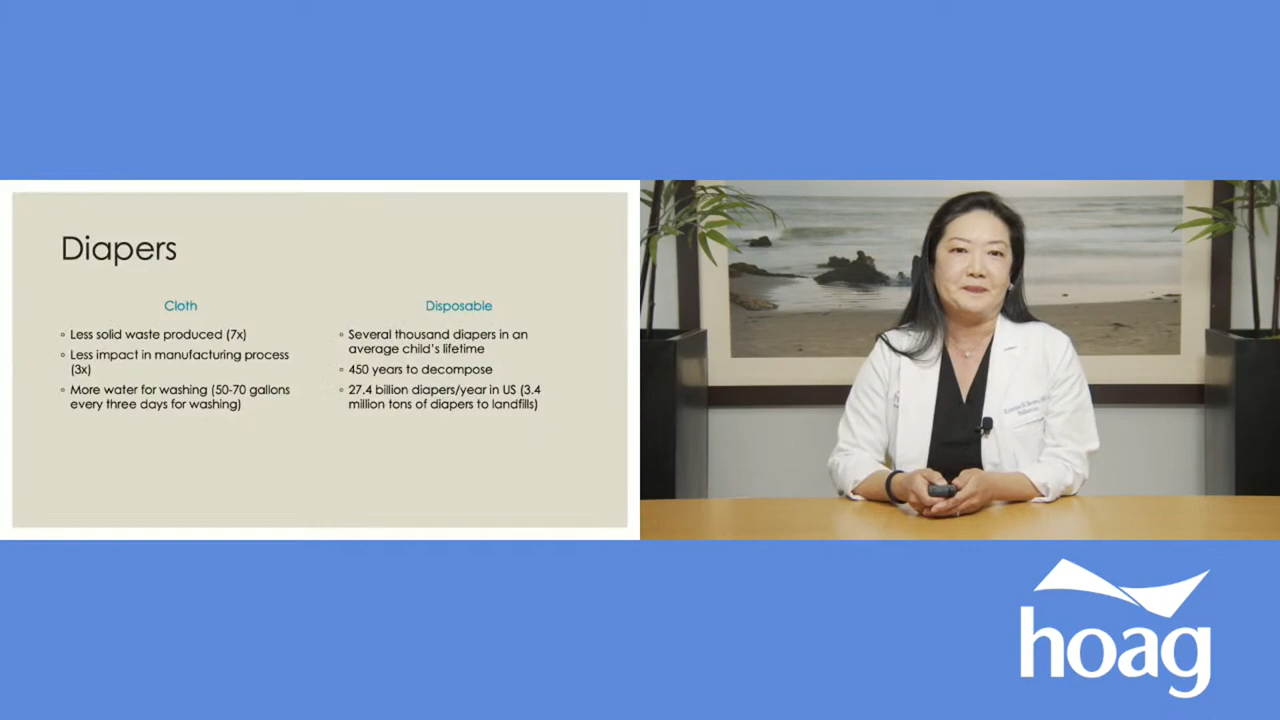 Diapers
Cloth
Less solid waste produced (7x)
Less impact in manufacturing process
(3x)
More water for washing (50-70 gallons
every three days for washing)
Disposable
Several thousand diapers in an
average child's lifetime
450 years to decompose
27.4 billion diapers/year in US (3.4
million tons of diapers to landfills)
hoag